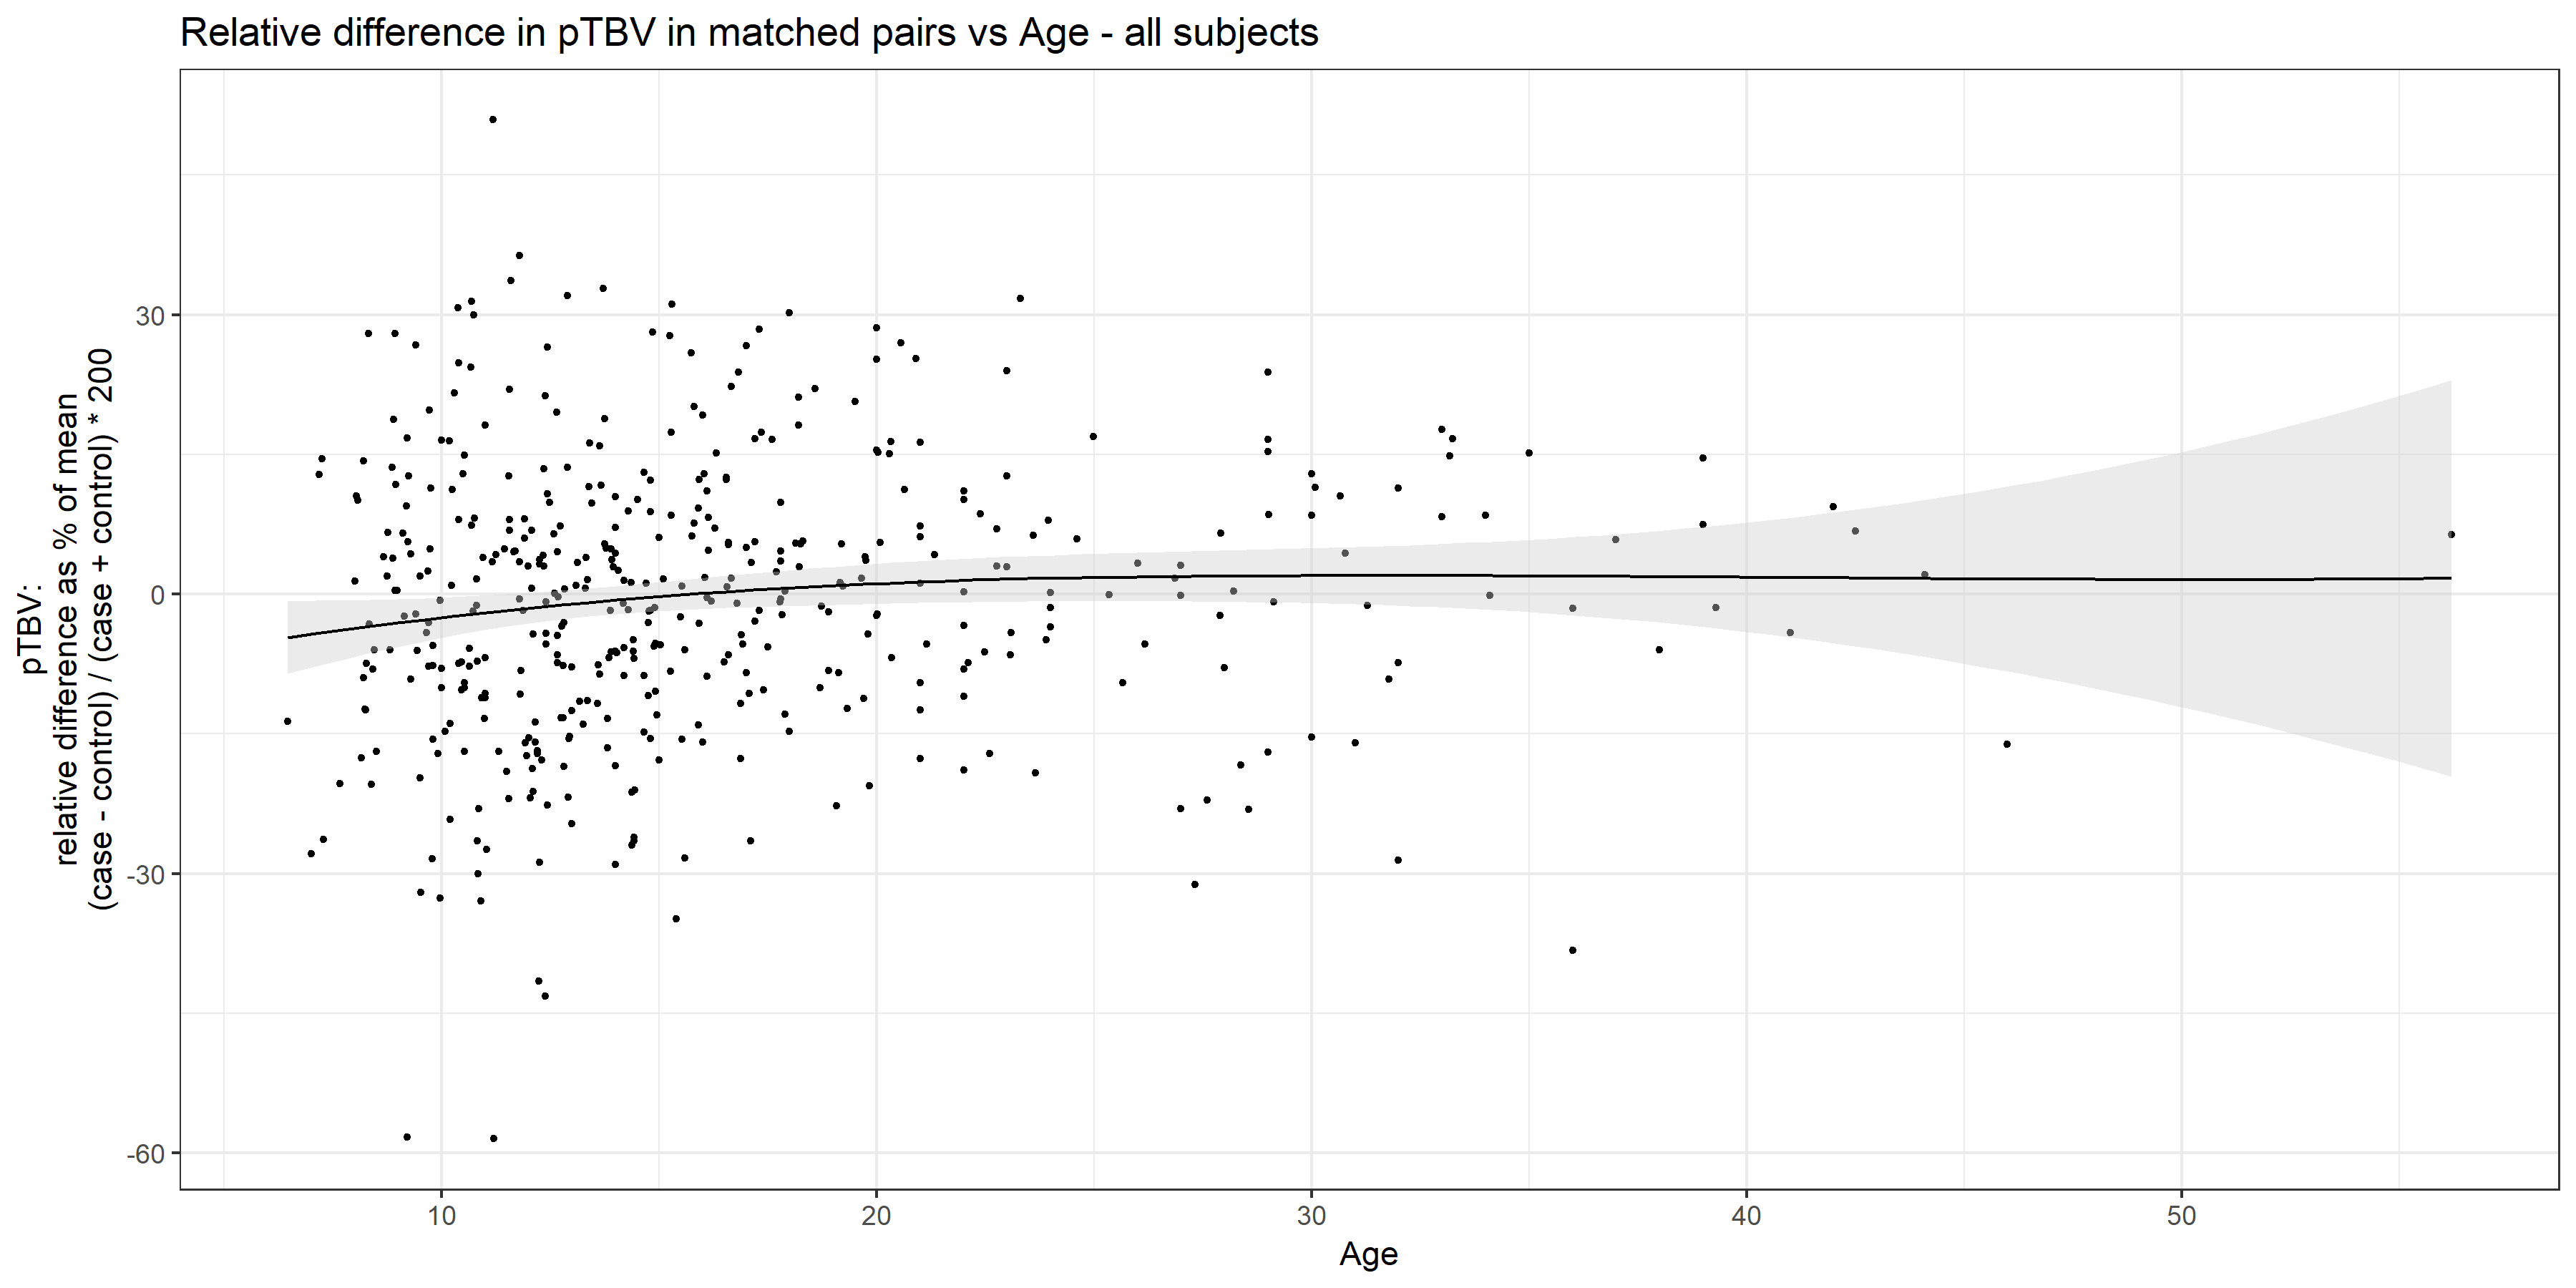 Relative difference in pTBV in matched pairs vs Age - all subjects
pTBV:
relative difference as % of mean
(case - control) / (case + control) * 200
30
0
-30
-60
10
20
30
40
50
Age